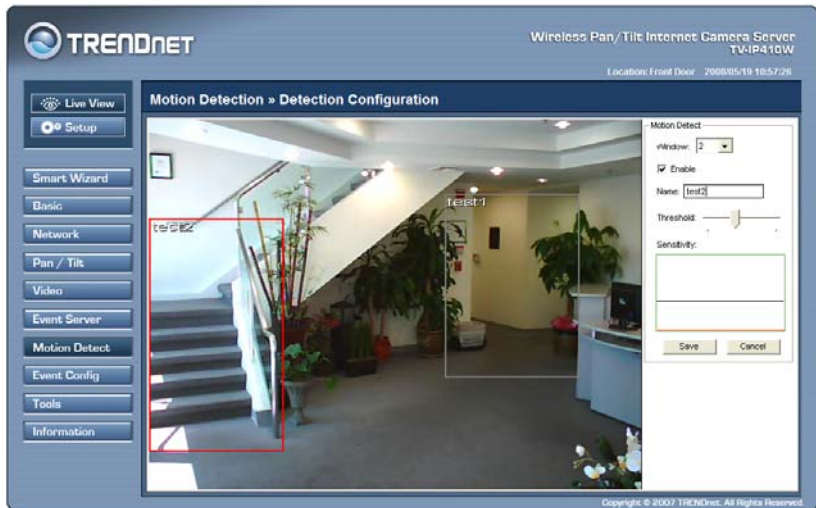 TRENDNET
Wireless Pan/Tilt Internet Camera Server
TV-IP410W
Location: Front Door 2008/05/19 10:57:26
Live View
Setup
Smart Wizard
Basic
Network
Pan / Tilt
Video
Event Server
Motion Detect
Event Config
Tools
Information
Motion Detection » Detection Configuration
test1
test2
Motion Detect
Window: 2
Enable
Name: test2
Threshold:
Sensitivity:
Save Cancel
Copyright © 2007 TRENDnet. All Rights Reserved.